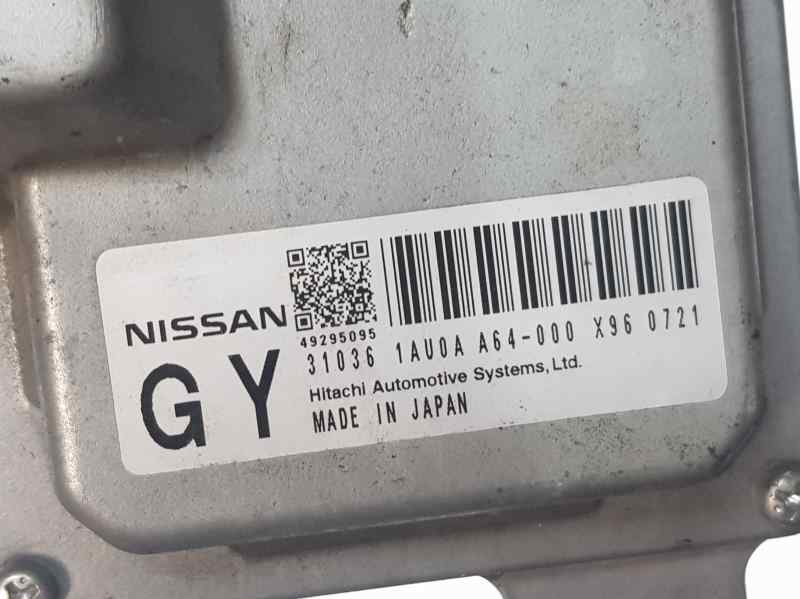 NISSAN
49295095
31036 1AU0A A64-000 X96 0721
GY
Hitachi Automotive Systems, Ltd.
MADE IN JAPAN